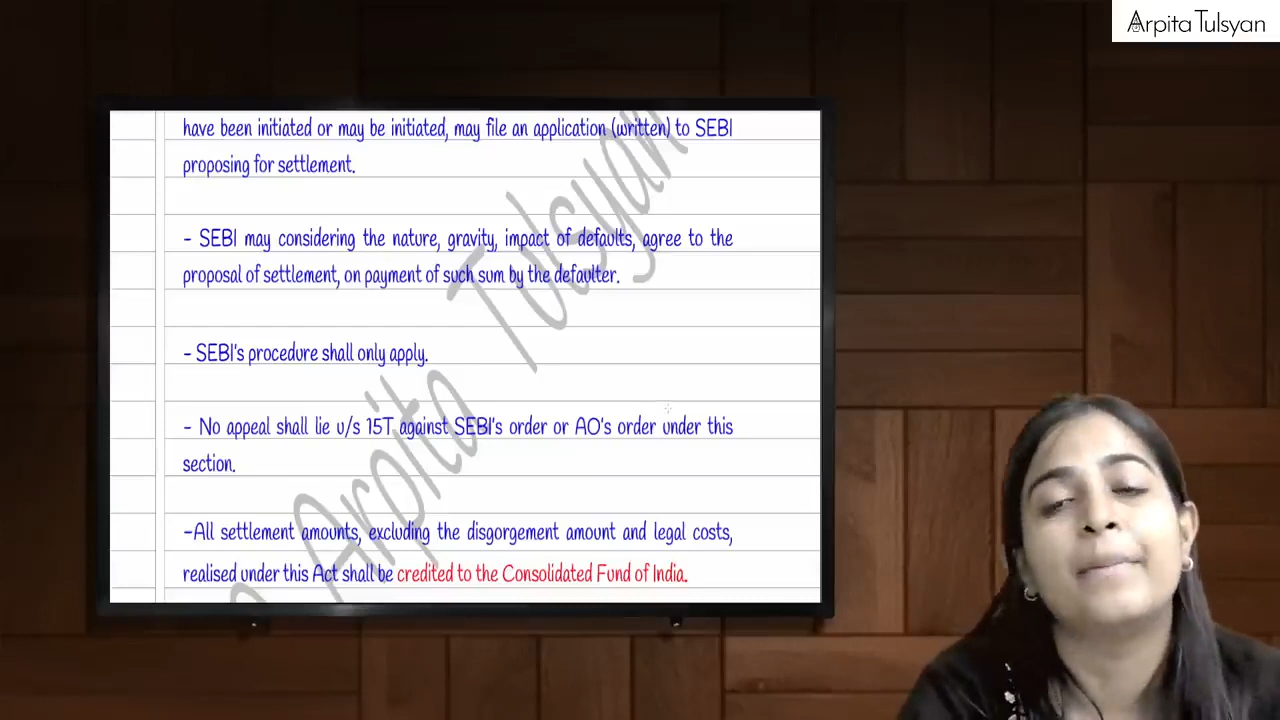 Arpita Tulsyan
have been initiated or may be initiated, may file an application (written) to SEBI
proposing for settlement.
- SEBI may considering the nature, gravity, impact of defaults, agree to the
proposal of settlement, on payment of such sum by the defaulter.
- SEBI's procedure shall only apply.
- No appeal shall lie u/s 15T against SEBI's order or AO's order under this
section.
-All settlement amounts, excluding the disgorgement amount and legal costs,
realised under this Act shall be credited to the Consolidated Fund of India.
Arpita Tulsyan